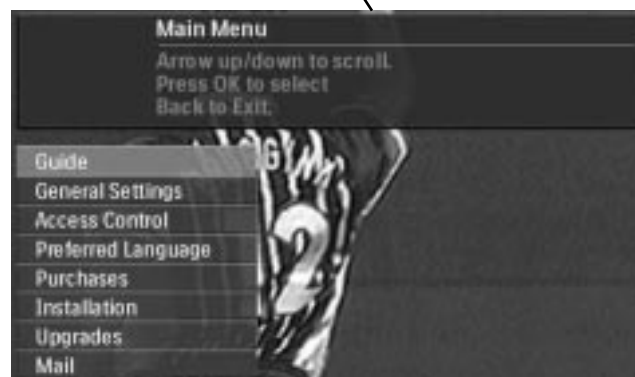 Main Menu
Arrow up/down to scroll.
Press OK to select
Back to Exit.
Guide
General Settings
Access Control
Preferred Language
Purchases
Installation
Upgrades
Mail
2